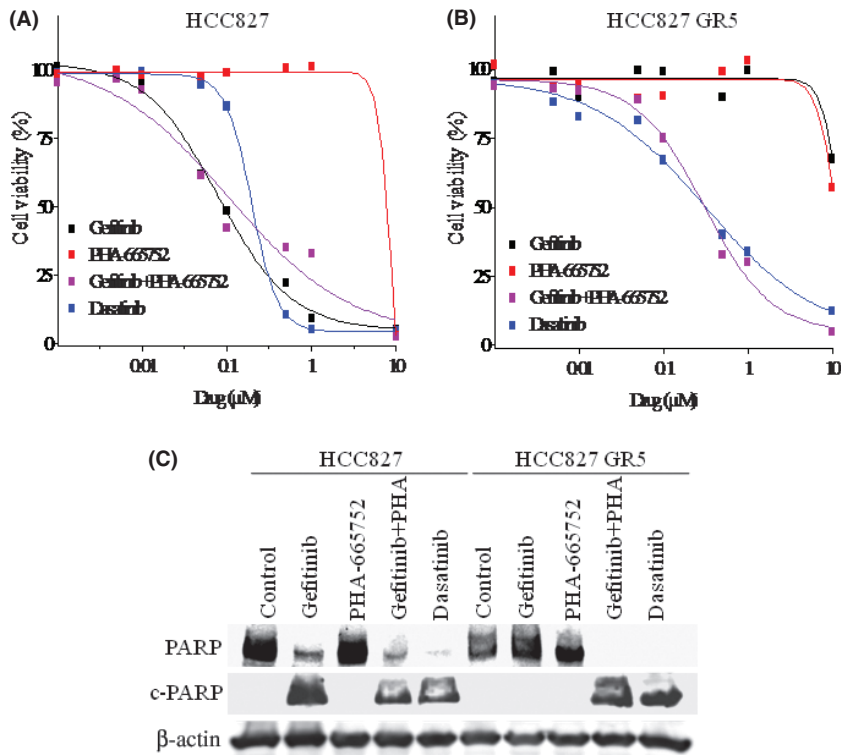 (A)
HCC827
Cell viability (%)
100
75
50
25
0
Gefitinib
PHA-665752
Gefitinib+PHA-665752
Dasatinib
0.01
0.1
1
10
Drug (µM)
(B)
HCC827 GR5
Cell viability (%)
100
75
50
25
0
Gefitinib
PHA-665752
Gefitinib+PHA-665752
Dasatinib
0.01
0.1
1
10
Drug (µM)
(C)
HCC827
HCC827 GR5
Control
Gefitinib
PHA-665752
Gefitinib+PHA
Dasatinib
Control
Gefitinib
PHA-665752
Gefitinib+PHA
Dasatinib
PARP
c-PARP
β-actin